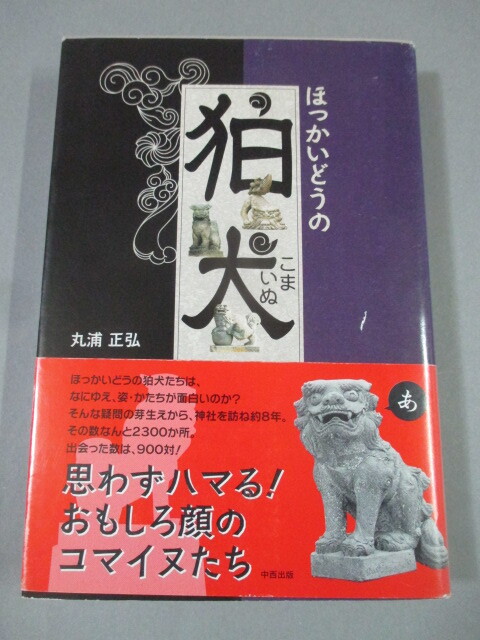 ほっかいどうの
狛犬
こまいぬ
丸浦 正弘
ほっかいどうの狛犬たちは、
なにゆえ、姿・かたちが面白いのか?
そんな疑問の芽生えから、神社を訪ね約8年。
その数なんと2300か所。
出会った数は、900対!
思わずハマる!
おもしろ顔の
コマイヌたち
あ
中西出版